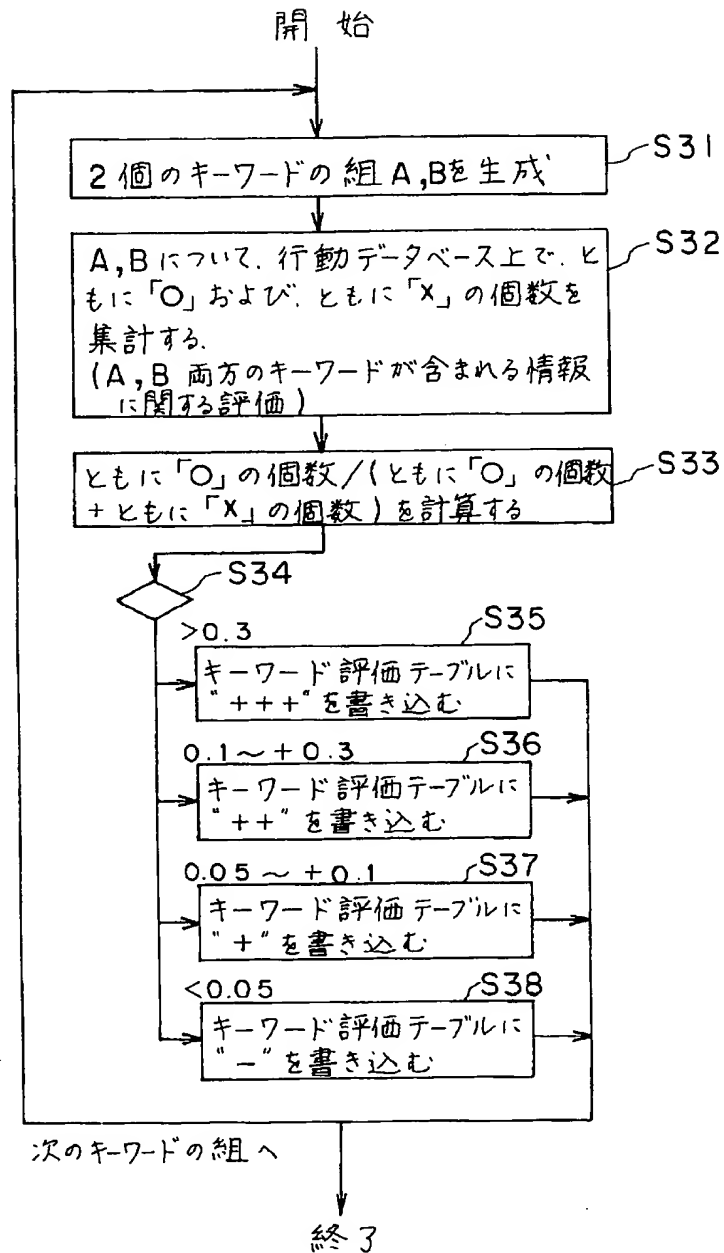 開始
2個のキーワードの組A,Bを生成
S31
A,Bについて、行動データベース上で、と
もに「O」および、ともに「X」の個数を
集計する。
(A,B 両方のキーワードが含まれる情報
に関する評価)
S32
ともに「O」の個数/(ともに「O」の個数
+ともに「X」の個数)を計算する
S33
S34
>0.3
S35
キーワード評価テーブルに
"+++"を書き込む
0.1~+0.3
S36
キーワード評価テーブルに
"++"を書き込む
0.05~+0.1
S37
キーワード評価テーブルに
"+"を書き込む
<0.05
S38
キーワード評価テーブルに
"-"を書き込む
次のキーワードの組へ
終了